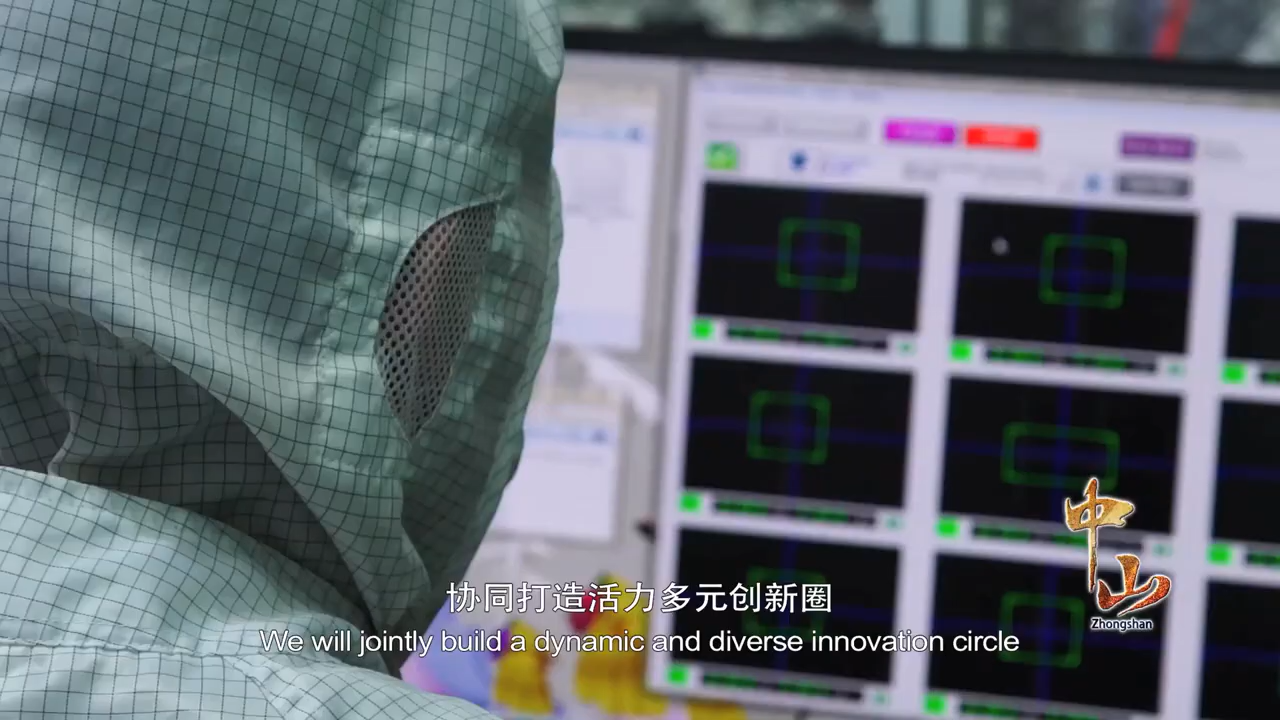 中山
Zhongshan
协同打造活力多元创新圈
We will jointly build a dynamic and diverse innovation circle